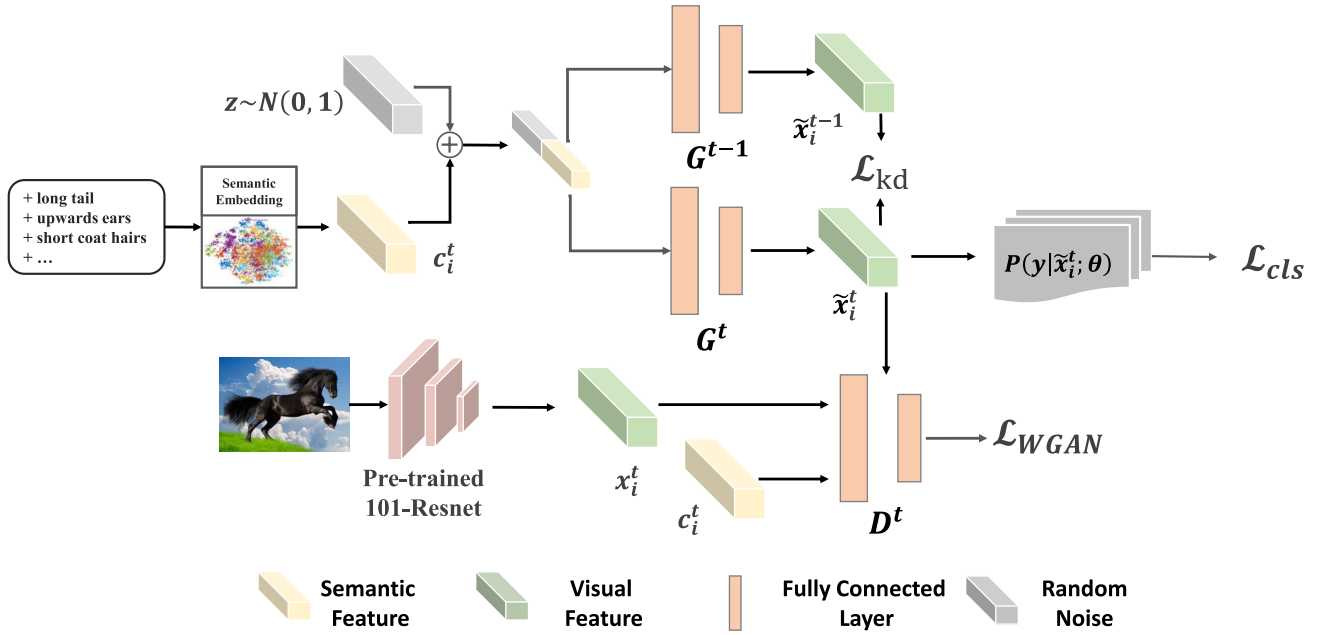 z~N(0, 1)
+ long tail
+ upwards ears
+ short coat hairs
+ …
Semantic
Embedding
c_i^t
+
G^{t-1}
x̃_i^{t-1}
ℒ_kd
G^t
x̃_i^t
P(y|x̃_i^t; θ)
ℒ_cls
Pre-trained
101-Resnet
x_i^t
c_i^t
D^t
ℒ_WGAN
Semantic
Feature
Visual
Feature
Fully Connected
Layer
Random
Noise